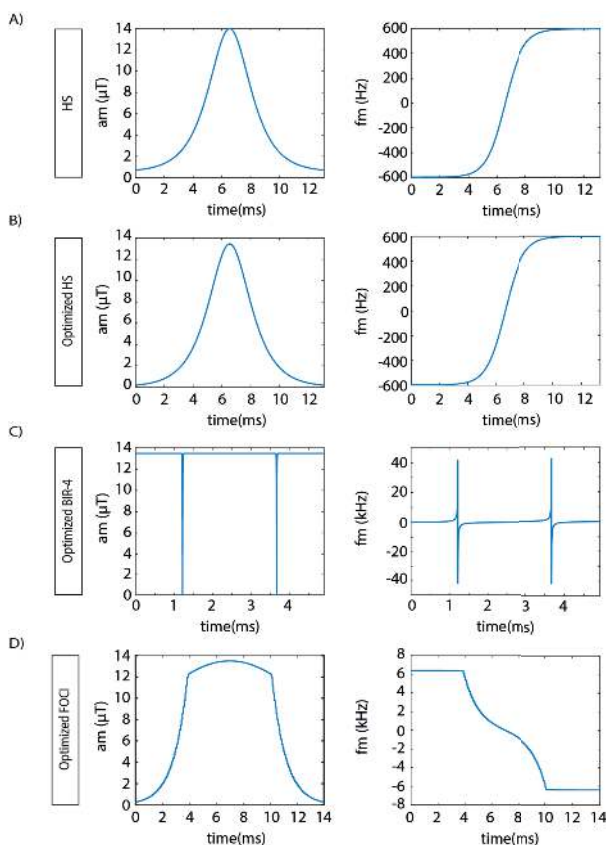 A)
HS
am (μT)
14
12
10
8
6
4
2
0
0 2 4 6 8 10 12
time(ms)
fm (Hz)
600
400
200
0
-200
-400
-600
0 2 4 6 8 10 12
time(ms)
B)
Optimized HS
am (μT)
14
12
10
8
6
4
2
0
0 2 4 6 8 10 12
time(ms)
fm (Hz)
600
400
200
0
-200
-400
600
0 2 4 6 8 10 12
time(ms)
C)
Optimized BIR-4
am (μT)
14
12
10
8
6
4
2
0
0 1 2 3 4
time(ms)
fm (kHz)
40
20
0
-20
-40
0 1 2 3 4
time(ms)
D)
Optimized FOCI
am (μT)
14
12
10
8
6
4
2
0
0 2 4 6 8 10 12 14
time(ms)
fm (kHz)
8
6
4
2
0
-2
-4
-6
-8
0 2 4 6 8 10 12 14
time(ms)